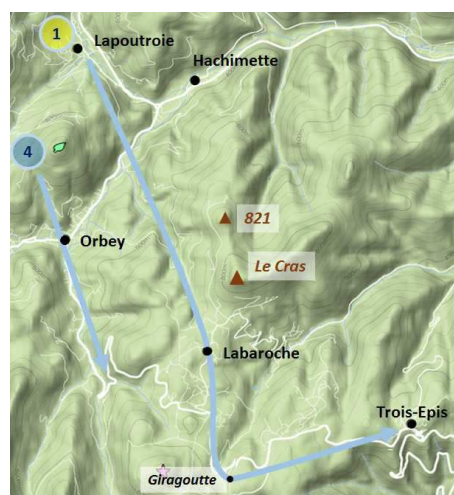 1
Lapoutroie
Hachimette
4
821
Orbey
Le Cras
Labaroche
Trois-Epis
Giragoutte